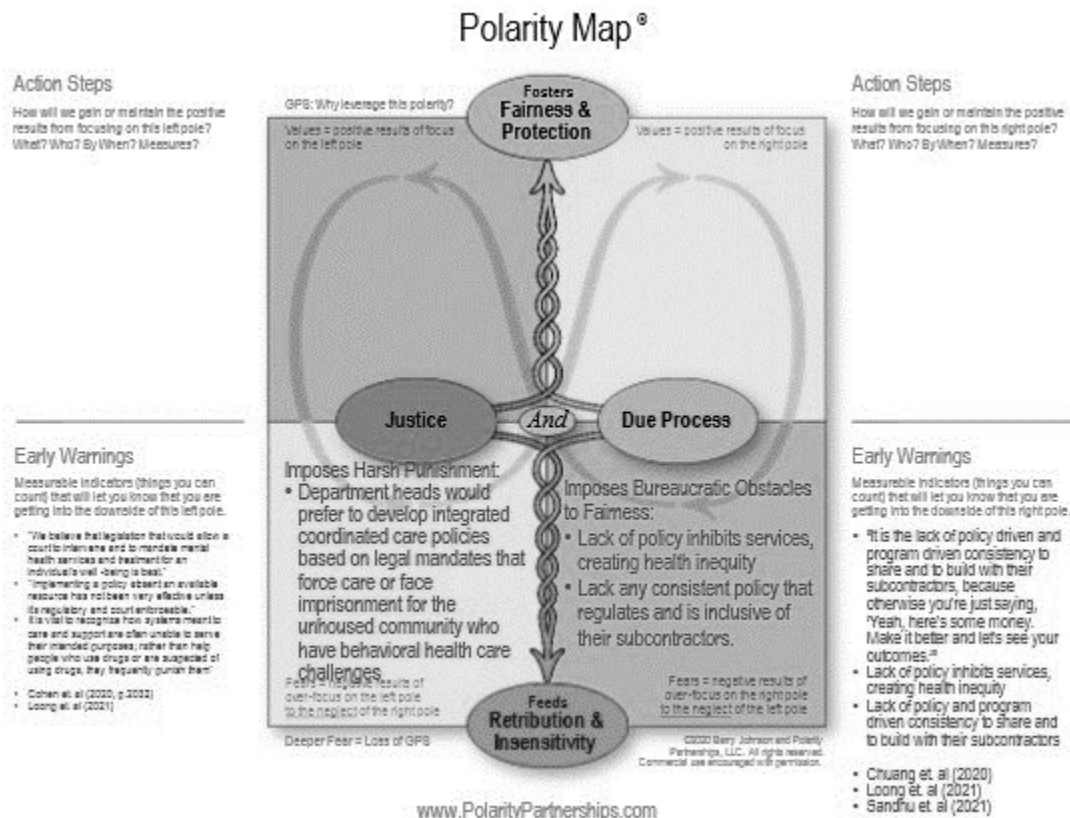 Polarity Map ®
Action Steps
How will we gain or maintain the positive
results from focusing on this left pole?
What? Who? By When? Measures?
GPS: Why leverage this polarity?
Values = positive results of focus
on the left pole
Fosters
Fairness &
Protection
Values = positive results of focus
on the right pole
Action Steps
How will we gain or maintain the positive
results from focusing on this right pole?
What? Who? By When? Measures?
Justice
And
Due Process
Early Warnings
Measurable indicators (things you can
count) that will let you know that you are
getting into the downside of this left pole.
• "We believe that legislation that would allow a
court to intervene and to mandate mental
health services and treatment for an
individual's well-being is best."
• "Implementing a policy absent an available
resource has not been very effective unless
its regulatory and court enforceable."
• It is vital to recognize how systems meant to
care and support are often unable to serve
their intended purposes; rather than help
people who use drugs or are suspected of
using drugs, they frequently punish them"
• Cohen et. al (2020, p.2032)
• Loong et. al (2021)
Imposes Harsh Punishment:
• Department heads would
prefer to develop integrated
coordinated care policies
based on legal mandates that
force care or face
imprisonment for the
unhoused community who
have behavioral health care
challenges.
Fears = negative results of
over-focus on the left pole
to the neglect of the right pole
Deeper Fear = Loss of GPS
Imposes Bureaucratic Obstacles
to Fairness:
• Lack of policy inhibits services,
creating health inequity
• Lack any consistent policy that
regulates and is inclusive of
their subcontractors.
Fears = negative results of
over-focus on the right pole
to the neglect of the left pole
Feeds
Retribution &
Insensitivity
©2020 Barry Johnson and Polarity
Partnerships, LLC. All rights reserved.
Commercial use encouraged with permission.
Early Warnings
Measurable indicators (things you can
count) that will let you know that you are
getting into the downside of this right pole.
• "It is the lack of policy driven and
program driven consistency to
share and to build with their
subcontractors, because
otherwise you're just saying,
'Yeah, here's some money.
Make it better and let's see your
outcomes.'"
• Lack of policy inhibits services,
creating health inequity
• Lack of policy and program
driven consistency to share and
to build with their subcontractors
• Chuang et. al (2020)
• Loong et. al (2021)
• Sandhu et. al (2021)
www.PolarityPartnerships.com